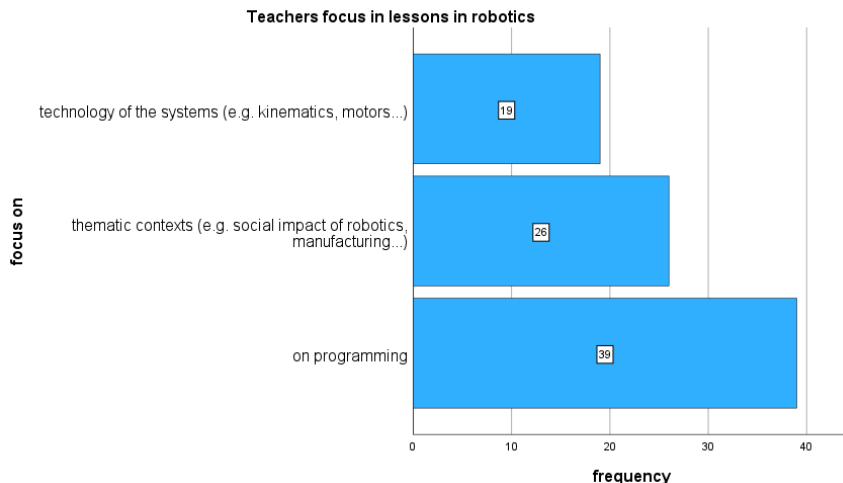 Teachers focus in lessons in robotics
technology of the systems (e.g. kinematics, motors...)
19
thematic contexts (e.g. social impact of robotics,
manufacturing...)
26
on programming
39
focus on
0 10 20 30 40
frequency